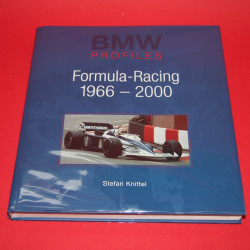 BMW
PROFILES
Formula-Racing
1966 – 2000
Stefan Knittel